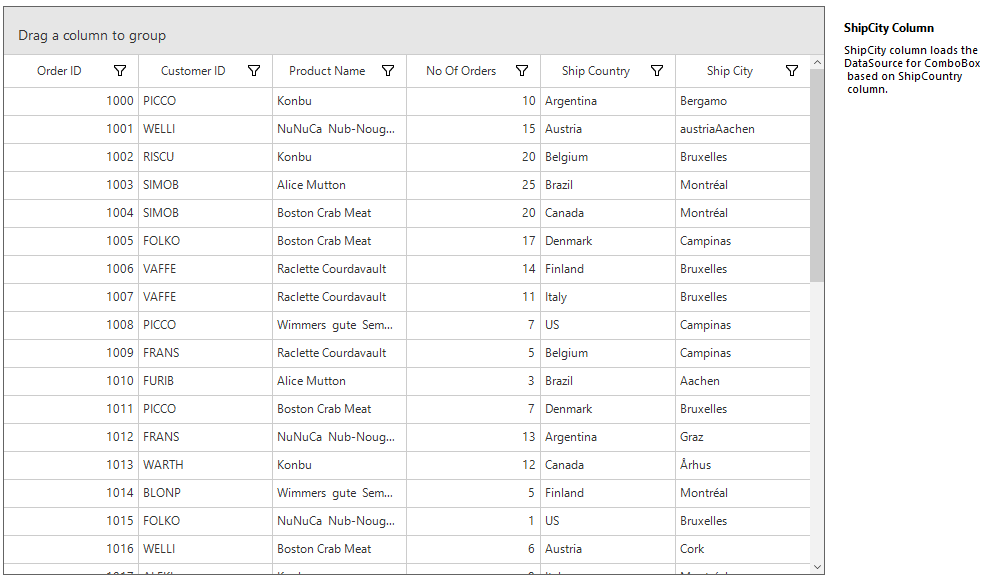 Drag a column to group
Order ID Customer ID Product Name No Of Orders Ship Country Ship City
1000 PICCO Konbu 10 Argentina Bergamo
1001 WELLI NuNuCa Nub-Noug... 15 Austria austriaAachen
1002 RISCU Konbu 20 Belgium Bruxelles
1003 SIMOB Alice Mutton 25 Brazil Montréal
1004 SIMOB Boston Crab Meat 20 Canada Montréal
1005 FOLKO Boston Crab Meat 17 Denmark Campinas
1006 VAFFE Raclette Courdavault 14 Finland Bruxelles
1007 VAFFE Raclette Courdavault 11 Italy Bruxelles
1008 PICCO Wimmers gute Sem... 7 US Campinas
1009 FRANS Raclette Courdavault 5 Belgium Campinas
1010 FURIB Alice Mutton 3 Brazil Aachen
1011 PICCO Boston Crab Meat 7 Denmark Bruxelles
1012 FRANS NuNuCa Nub-Noug... 13 Argentina Graz
1013 WARTH Konbu 12 Canada Århus
1014 BLONP Wimmers gute Sem... 5 Finland Montréal
1015 FOLKO NuNuCa Nub-Noug... 1 US Bruxelles
1016 WELLI Boston Crab Meat 6 Austria Cork
ShipCity Column
ShipCity column loads the
DataSource for ComboBox
based on ShipCountry
column.